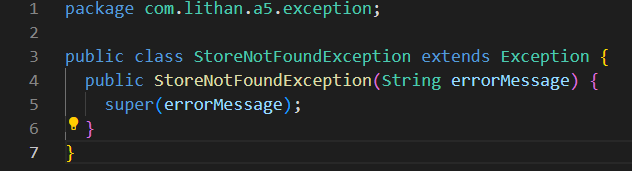 1 package com.lithan.a5.exception;
2
3 public class StoreNotFoundException extends Exception {
4   public StoreNotFoundException(String errorMessage) {
5     super(errorMessage);
6   }
7 }